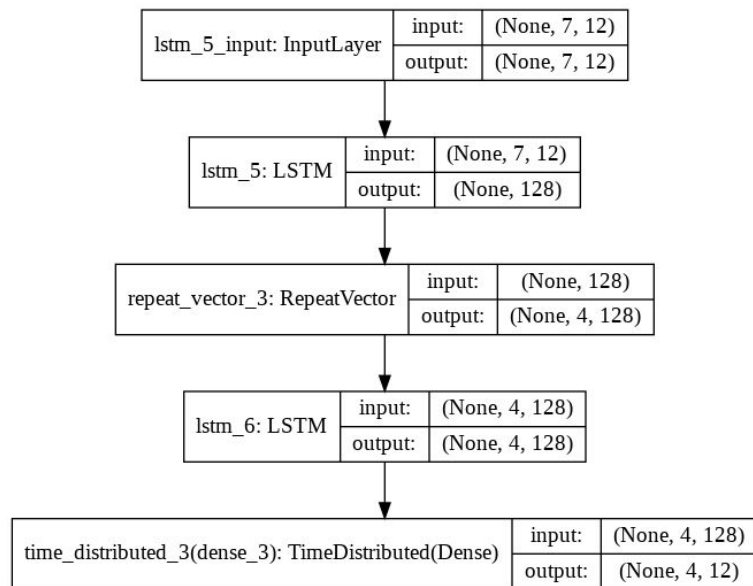 lstm_5_input: InputLayer input: (None, 7, 12)
output: (None, 7, 12)
lstm_5: LSTM input: (None, 7, 12)
output: (None, 128)
repeat_vector_3: RepeatVector input: (None, 128)
output: (None, 4, 128)
lstm_6: LSTM input: (None, 4, 128)
output: (None, 4, 128)
time_distributed_3(dense_3): TimeDistributed(Dense) input: (None, 4, 128)
output: (None, 4, 12)